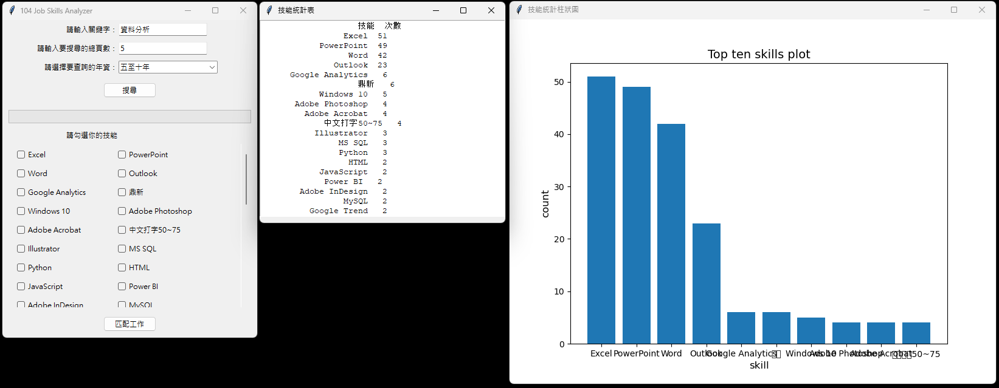 104 Job Skills Analyzer
請輸入關鍵字： 資料分析
請輸入要搜尋的總頁數： 5
請選擇要查詢的年資： 五至十年
搜尋
請勾選你的技能
Excel PowerPoint
Word Outlook
Google Analytics 鼎新
Windows 10 Adobe Photoshop
Adobe Acrobat 中文打字50~75
Illustrator MS SQL
Python HTML
JavaScript Power BI
Adobe InDesign MySQL
匹配工作
技能統計表
技能 次數
Excel 51
PowerPoint 49
Word 42
Outlook 23
Google Analytics 6
鼎新 6
Windows 10 5
Adobe Photoshop 4
Adobe Acrobat 4
中文打字50~75 4
Illustrator 3
MS SQL 3
Python 3
HTML 2
JavaScript 2
Power BI 2
Adobe InDesign 2
MySQL 2
Google Trend 2
技能統計柱狀圖
Top ten skills plot
50
40
30
20
10
0
count
Excel PowerPoint Word Outlook Google Analytics Windows 10 Adobe Photoshop Adobe Acrobat 50~75
skill